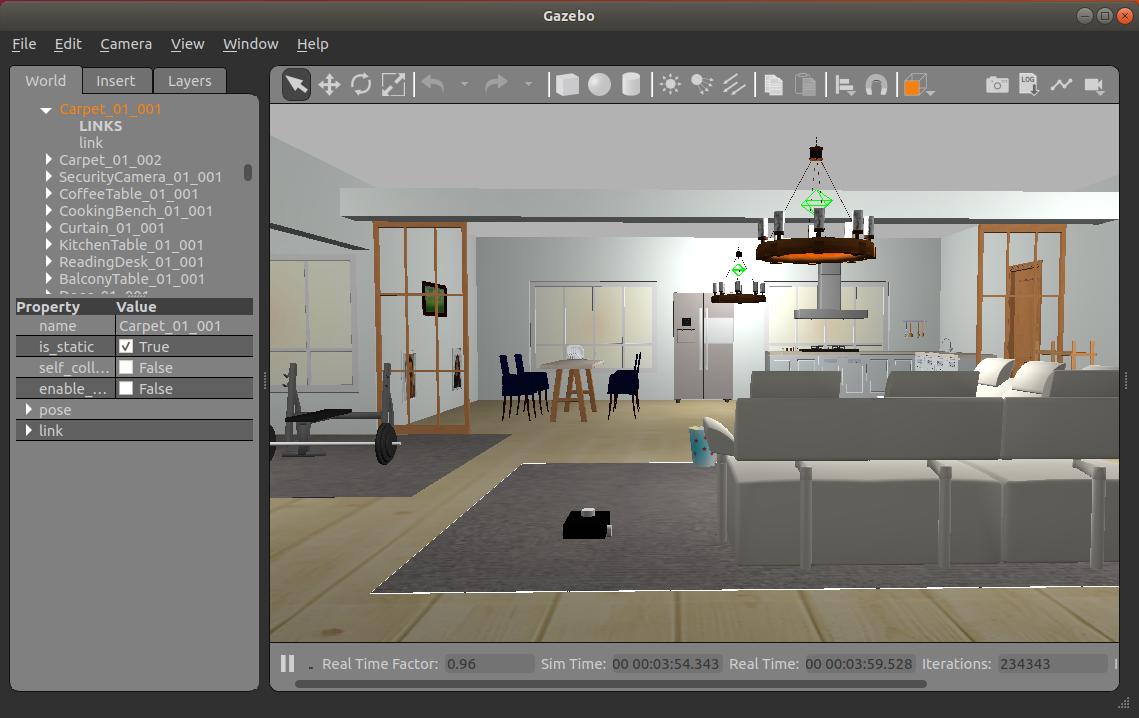 Gazebo
File Edit Camera View Window Help
World Insert Layers
LOG
Carpet_01_001
LINKS
link
Carpet_01_002
SecurityCamera_01_001
CoffeeTable_01_001
CookingBench_01_001
Curtain_01_001
KitchenTable_01_001
ReadingDesk_01_001
BalconyTable_01_001
Property Value
name Carpet_01_001
is_static True
self_coll... False
enable_... False
pose
link
Real Time Factor: 0.96 Sim Time: 00 00:03:54.343 Real Time: 00 00:03:59.528 Iterations: 234343